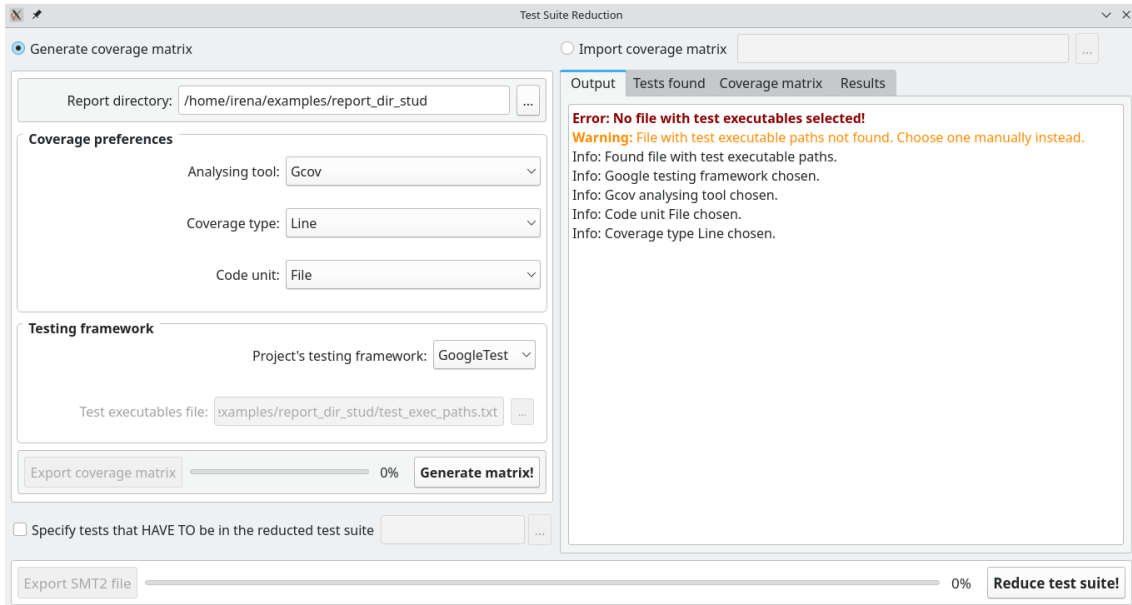 Test Suite Reduction
Generate coverage matrix
Import coverage matrix
...
Report directory: /home/irena/examples/report_dir_stud ...
Coverage preferences
Analysing tool: Gcov
Coverage type: Line
Code unit: File
Testing framework
Project's testing framework: GoogleTest
Test executables file: examples/report_dir_stud/test_exec_paths.txt ...
Export coverage matrix 0% Generate matrix!
Specify tests that HAVE TO be in the reducted test suite ...
Output Tests found Coverage matrix Results
Error: No file with test executables selected!
Warning: File with test executable paths not found. Choose one manually instead.
Info: Found file with test executable paths.
Info: Google testing framework chosen.
Info: Gcov analysing tool chosen.
Info: Code unit File chosen.
Info: Coverage type Line chosen.
Export SMT2 file 0% Reduce test suite!